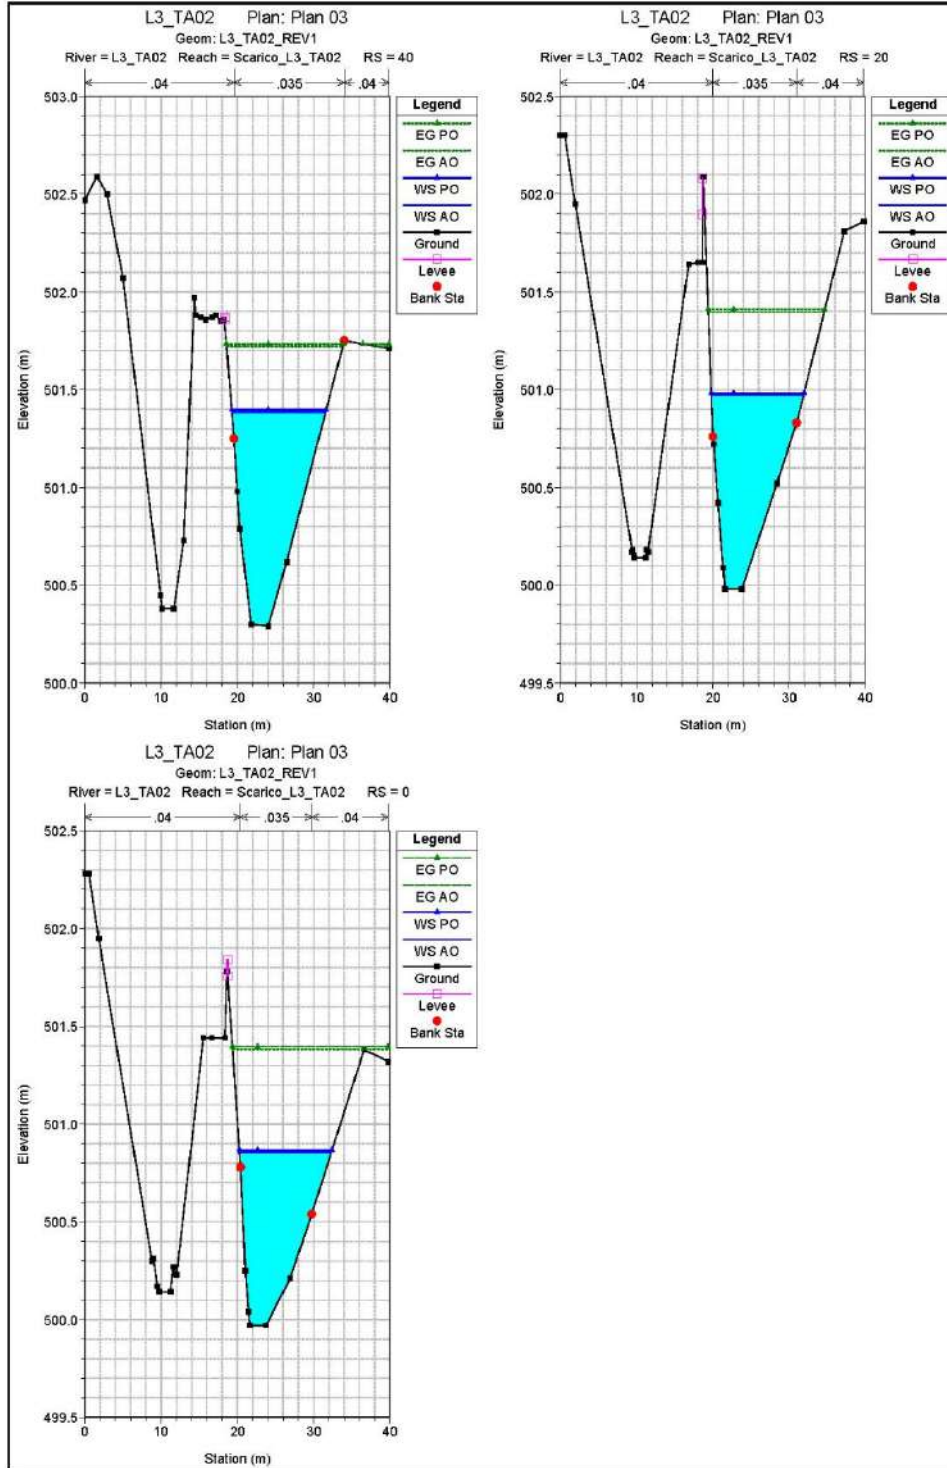 L3_TA02 Plan: Plan 03
Geom: L3_TA02_REV1
River = L3_TA02 Reach = Scarico_L3_TA02 RS = 40
.04 .035 .04
503.0
502.5
502.0
501.5
501.0
500.5
500.0
Elevation (m)
0 10 20 30 40
Station (m)
Legend
EG PO
EG AO
WS PO
WS AO
Ground
Levee
Bank Sta
L3_TA02 Plan: Plan 03
Geom: L3_TA02_REV1
River = L3_TA02 Reach = Scarico_L3_TA02 RS = 20
.04 .035 .04
502.5
502.0
501.5
501.0
500.5
500.0
499.5
Elevation (m)
0 10 20 30 40
Station (m)
Legend
EG PO
EG AO
WS PO
WS AO
Ground
Levee
Bank Sta
L3_TA02 Plan: Plan 03
Geom: L3_TA02_REV1
River = L3_TA02 Reach = Scarico_L3_TA02 RS = 0
.04 .035 .04
502.5
502.0
501.5
501.0
500.5
500.0
499.5
Elevation (m)
0 10 20 30 40
Station (m)
Legend
EG PO
EG AO
WS PO
WS AO
Ground
Levee
Bank Sta